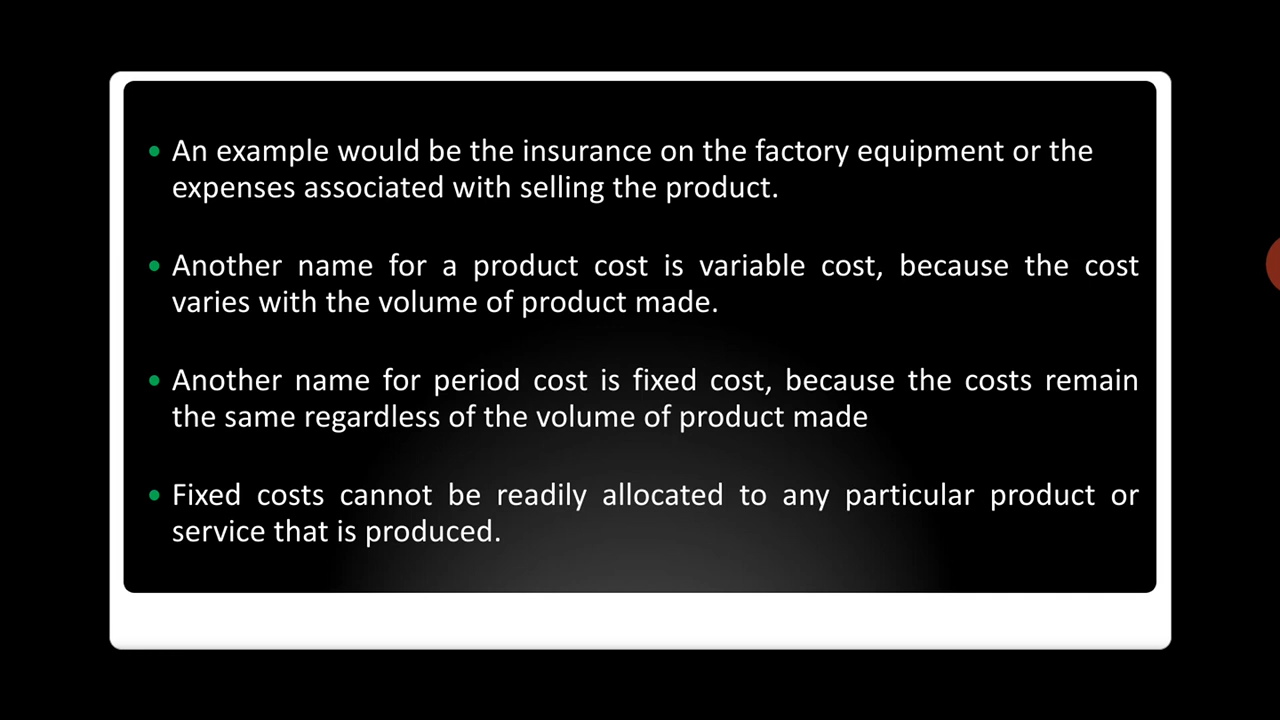 • An example would be the insurance on the factory equipment or the
expenses associated with selling the product.
• Another name for a product cost is variable cost, because the cost
varies with the volume of product made.
• Another name for period cost is fixed cost, because the costs remain
the same regardless of the volume of product made
• Fixed costs cannot be readily allocated to any particular product or
service that is produced.